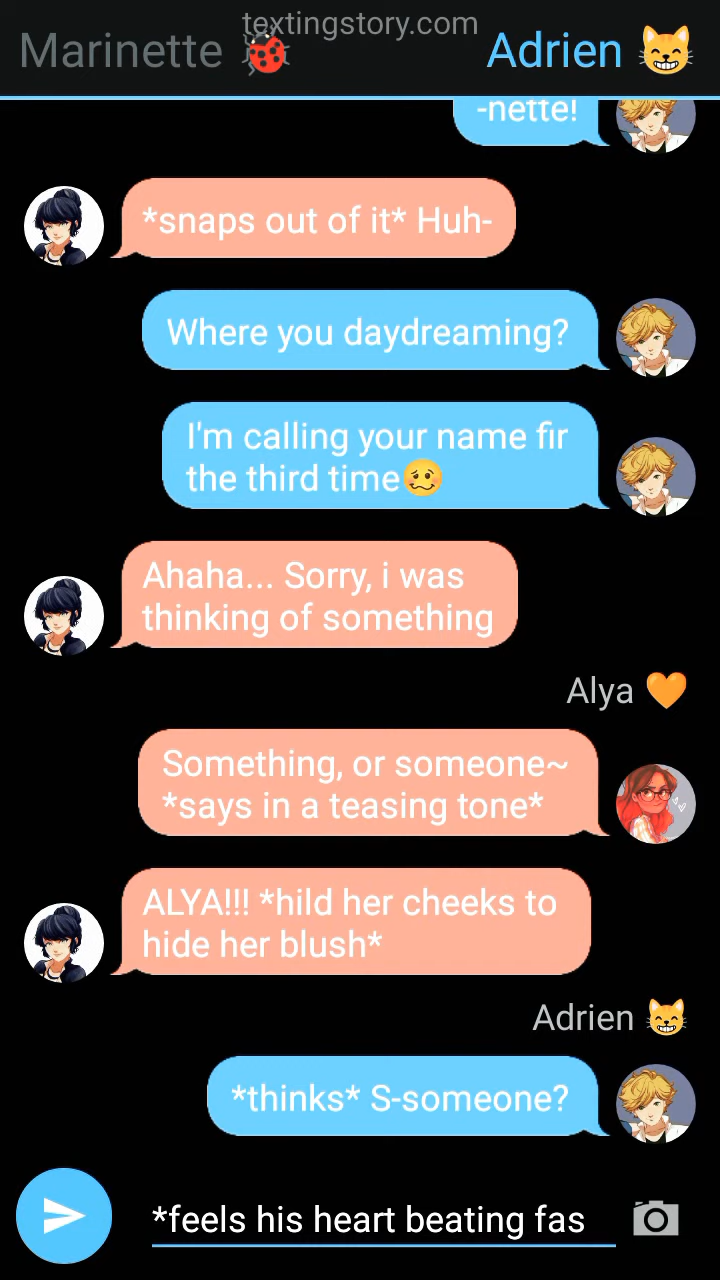 textingstory.com
Marinette 🐞 Adrien 😸
-nette!
*snaps out of it* Huh-
Where you daydreaming?
I'm calling your name fir
the third time🥴
Ahaha... Sorry, i was
thinking of something
Alya 🧡
Something, or someone~
*says in a teasing tone*
ALYA!!! *hild her cheeks to
hide her blush*
Adrien 😸
*thinks* S-someone?
*feels his heart beating fas